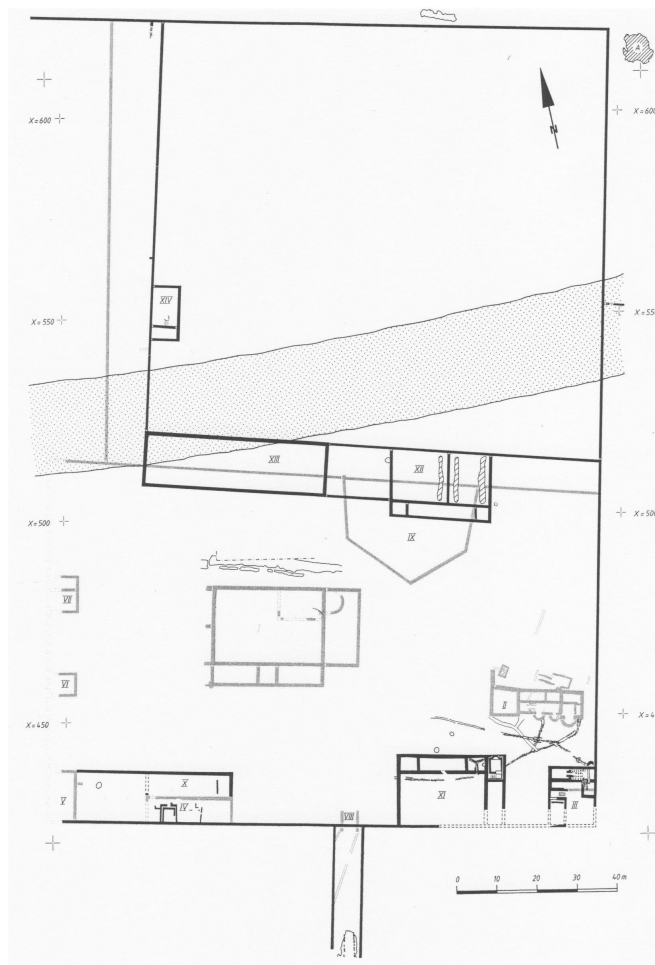 A
X = 600
X = 600
N
XIV
X = 550
X = 55
XIII
XII
X = 500
X = 500
IX
VII
VI
II
X = 450
X = 4
X
V
IV
VIII
XI
III
0 10 20 30 40 m